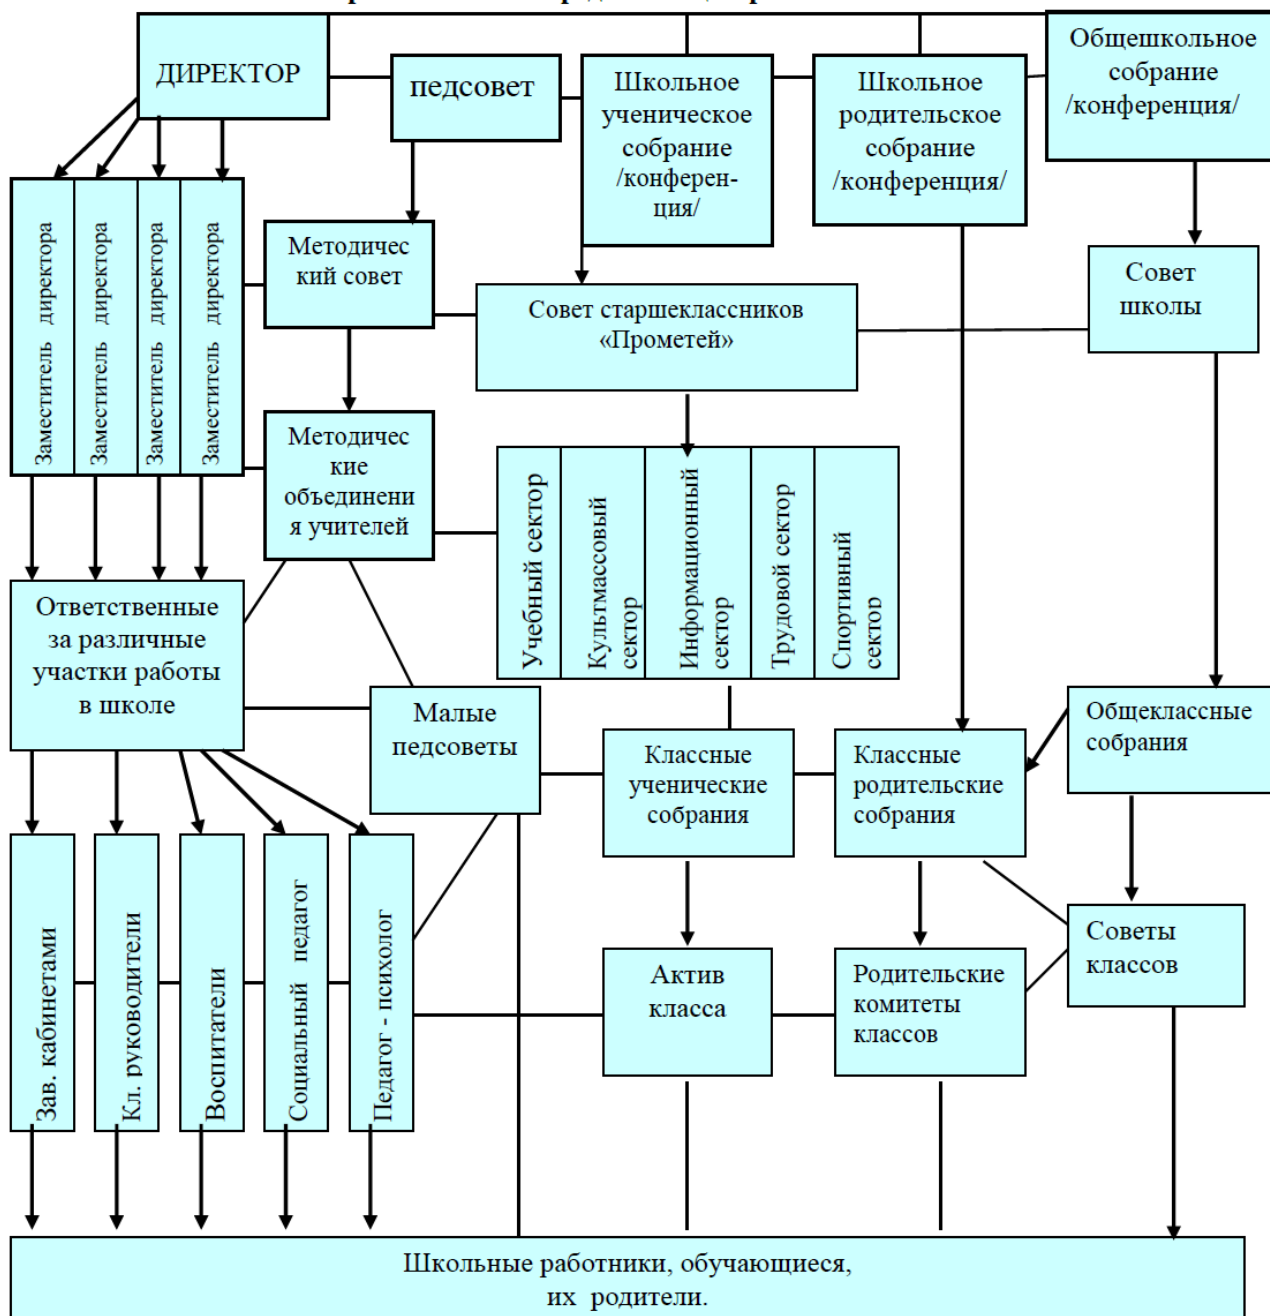 ДИРЕКТОР
педсовет
Школьное
ученическое
собрание
/конферен-
ция/
Школьное
родительское
собрание
/конференция/
Общешкольное
собрание
/конференция/
Заместитель директора
Заместитель директора
Заместитель директора
Заместитель директора
Методичес
кий совет
Совет старшеклассников
«Прометей»
Совет
школы
Методичес
кие
объединени
я учителей
Учебный сектор
Культмассовый
сектор
Информационный
сектор
Трудовой сектор
Спортивный
сектор
Ответственные
за различные
участки работы
в школе
Малые
педсоветы
Классные
ученические
собрания
Классные
родительские
собрания
Общеклассные
собрания
Зав. кабинетами
Кл. руководители
Воспитатели
Социальный педагог
Педагог - психолог
Актив
класса
Родительские
комитеты
классов
Советы
классов
Школьные работники, обучающиеся,
их родители.